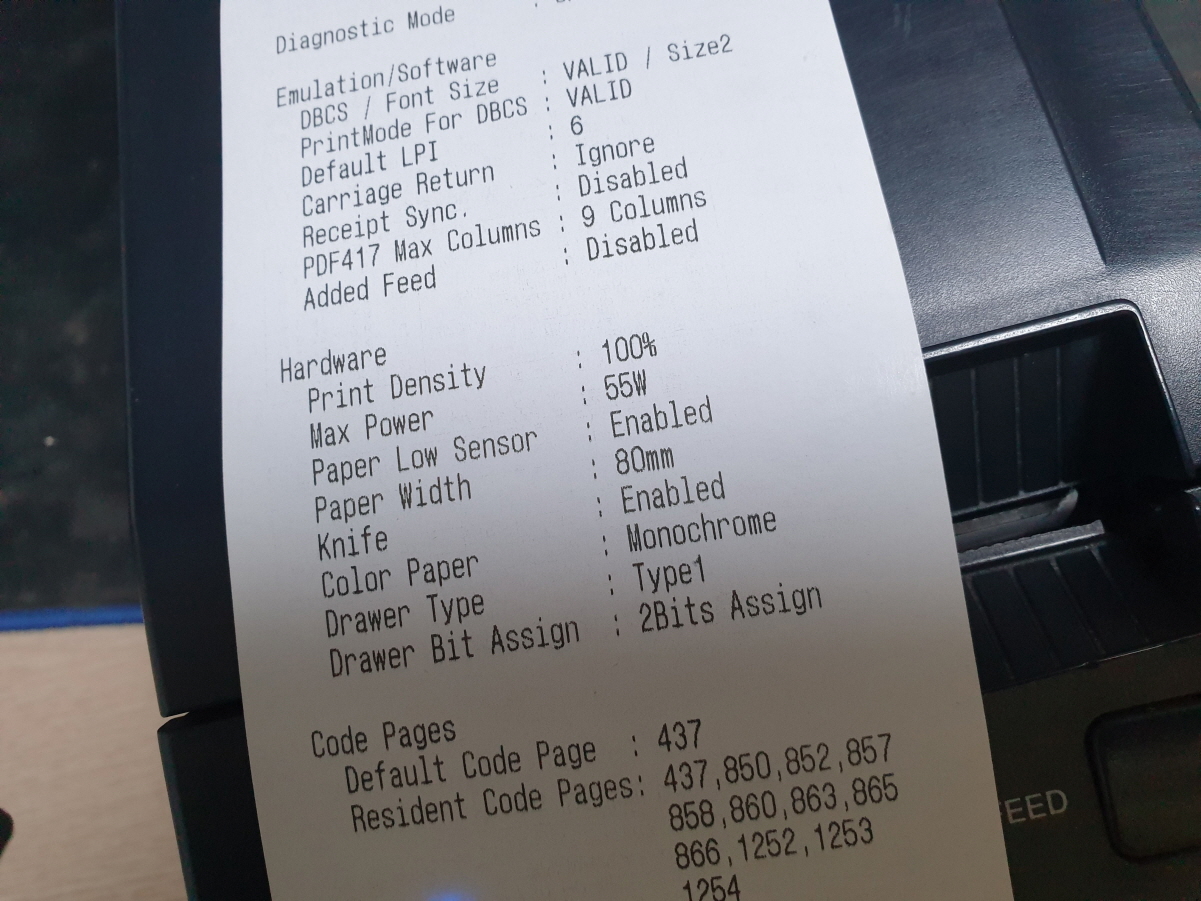 Diagnostic Mode :
Emulation/Software
DBCS / Font Size : VALID / Size2
PrintMode For DBCS : VALID
Default LPI : 6
Carriage Return : Ignore
Receipt Sync. : Disabled
PDF417 Max Columns : 9 Columns
Added Feed : Disabled
Hardware
Print Density : 100%
Max Power : 55W
Paper Low Sensor : Enabled
Paper Width : 80mm
Knife : Enabled
Color Paper : Monochrome
Drawer Type : Type1
Drawer Bit Assign : 2Bits Assign
Code Pages
Default Code Page : 437
Resident Code Pages: 437,850,852,857
858,860,863,865
866,1252,1253
1254
EED